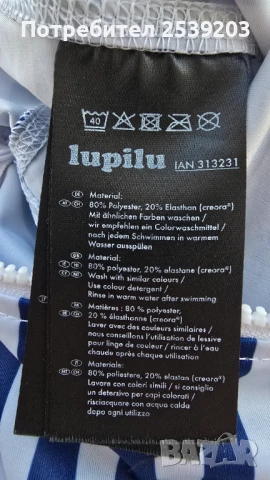 Потребител 2539203
40
lupilu IAN 313231
DE Material:
AT CH 80% Polyester, 20% Elasthan (creora®)
Mit ähnlichen Farben waschen /
wir empfehlen ein Colorwaschmittel /
nach jedem Schwimmen in warmem
Wasser ausspülen
GB Material:
80% Polyester, 20% elastane (creora®)
Wash with similar colours /
Use colour detergent /
Rinse in warm water after swimming
Matières : 80 % polyester,
20 % élasthanne (creora®)
Laver avec des couleurs similaires /
nous conseillons l'utilisation de lessive
pour linge de couleur / rincer à l'eau
chaude après chaque utilisation
Materiale:
80% poliestere, 20% elastan (creora®)
Lavare con colori simili / si consiglia
un detersivo per capi colorati /
risciacquare con acqua calda
dopo ogni utilizzo
BAZAR